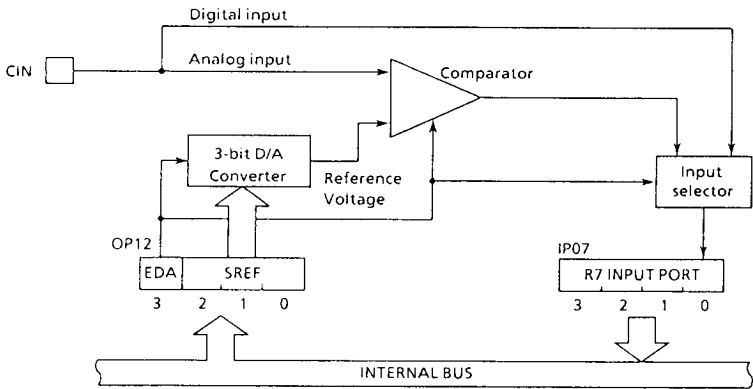 Digital input
CIN
Analog input
Comparator
3-bit D/A
Converter
Reference
Voltage
Input
selector
OP12
IP07
EDA SREF
R7 INPUT PORT
3 2 1 0
3 2 1 0
INTERNAL BUS